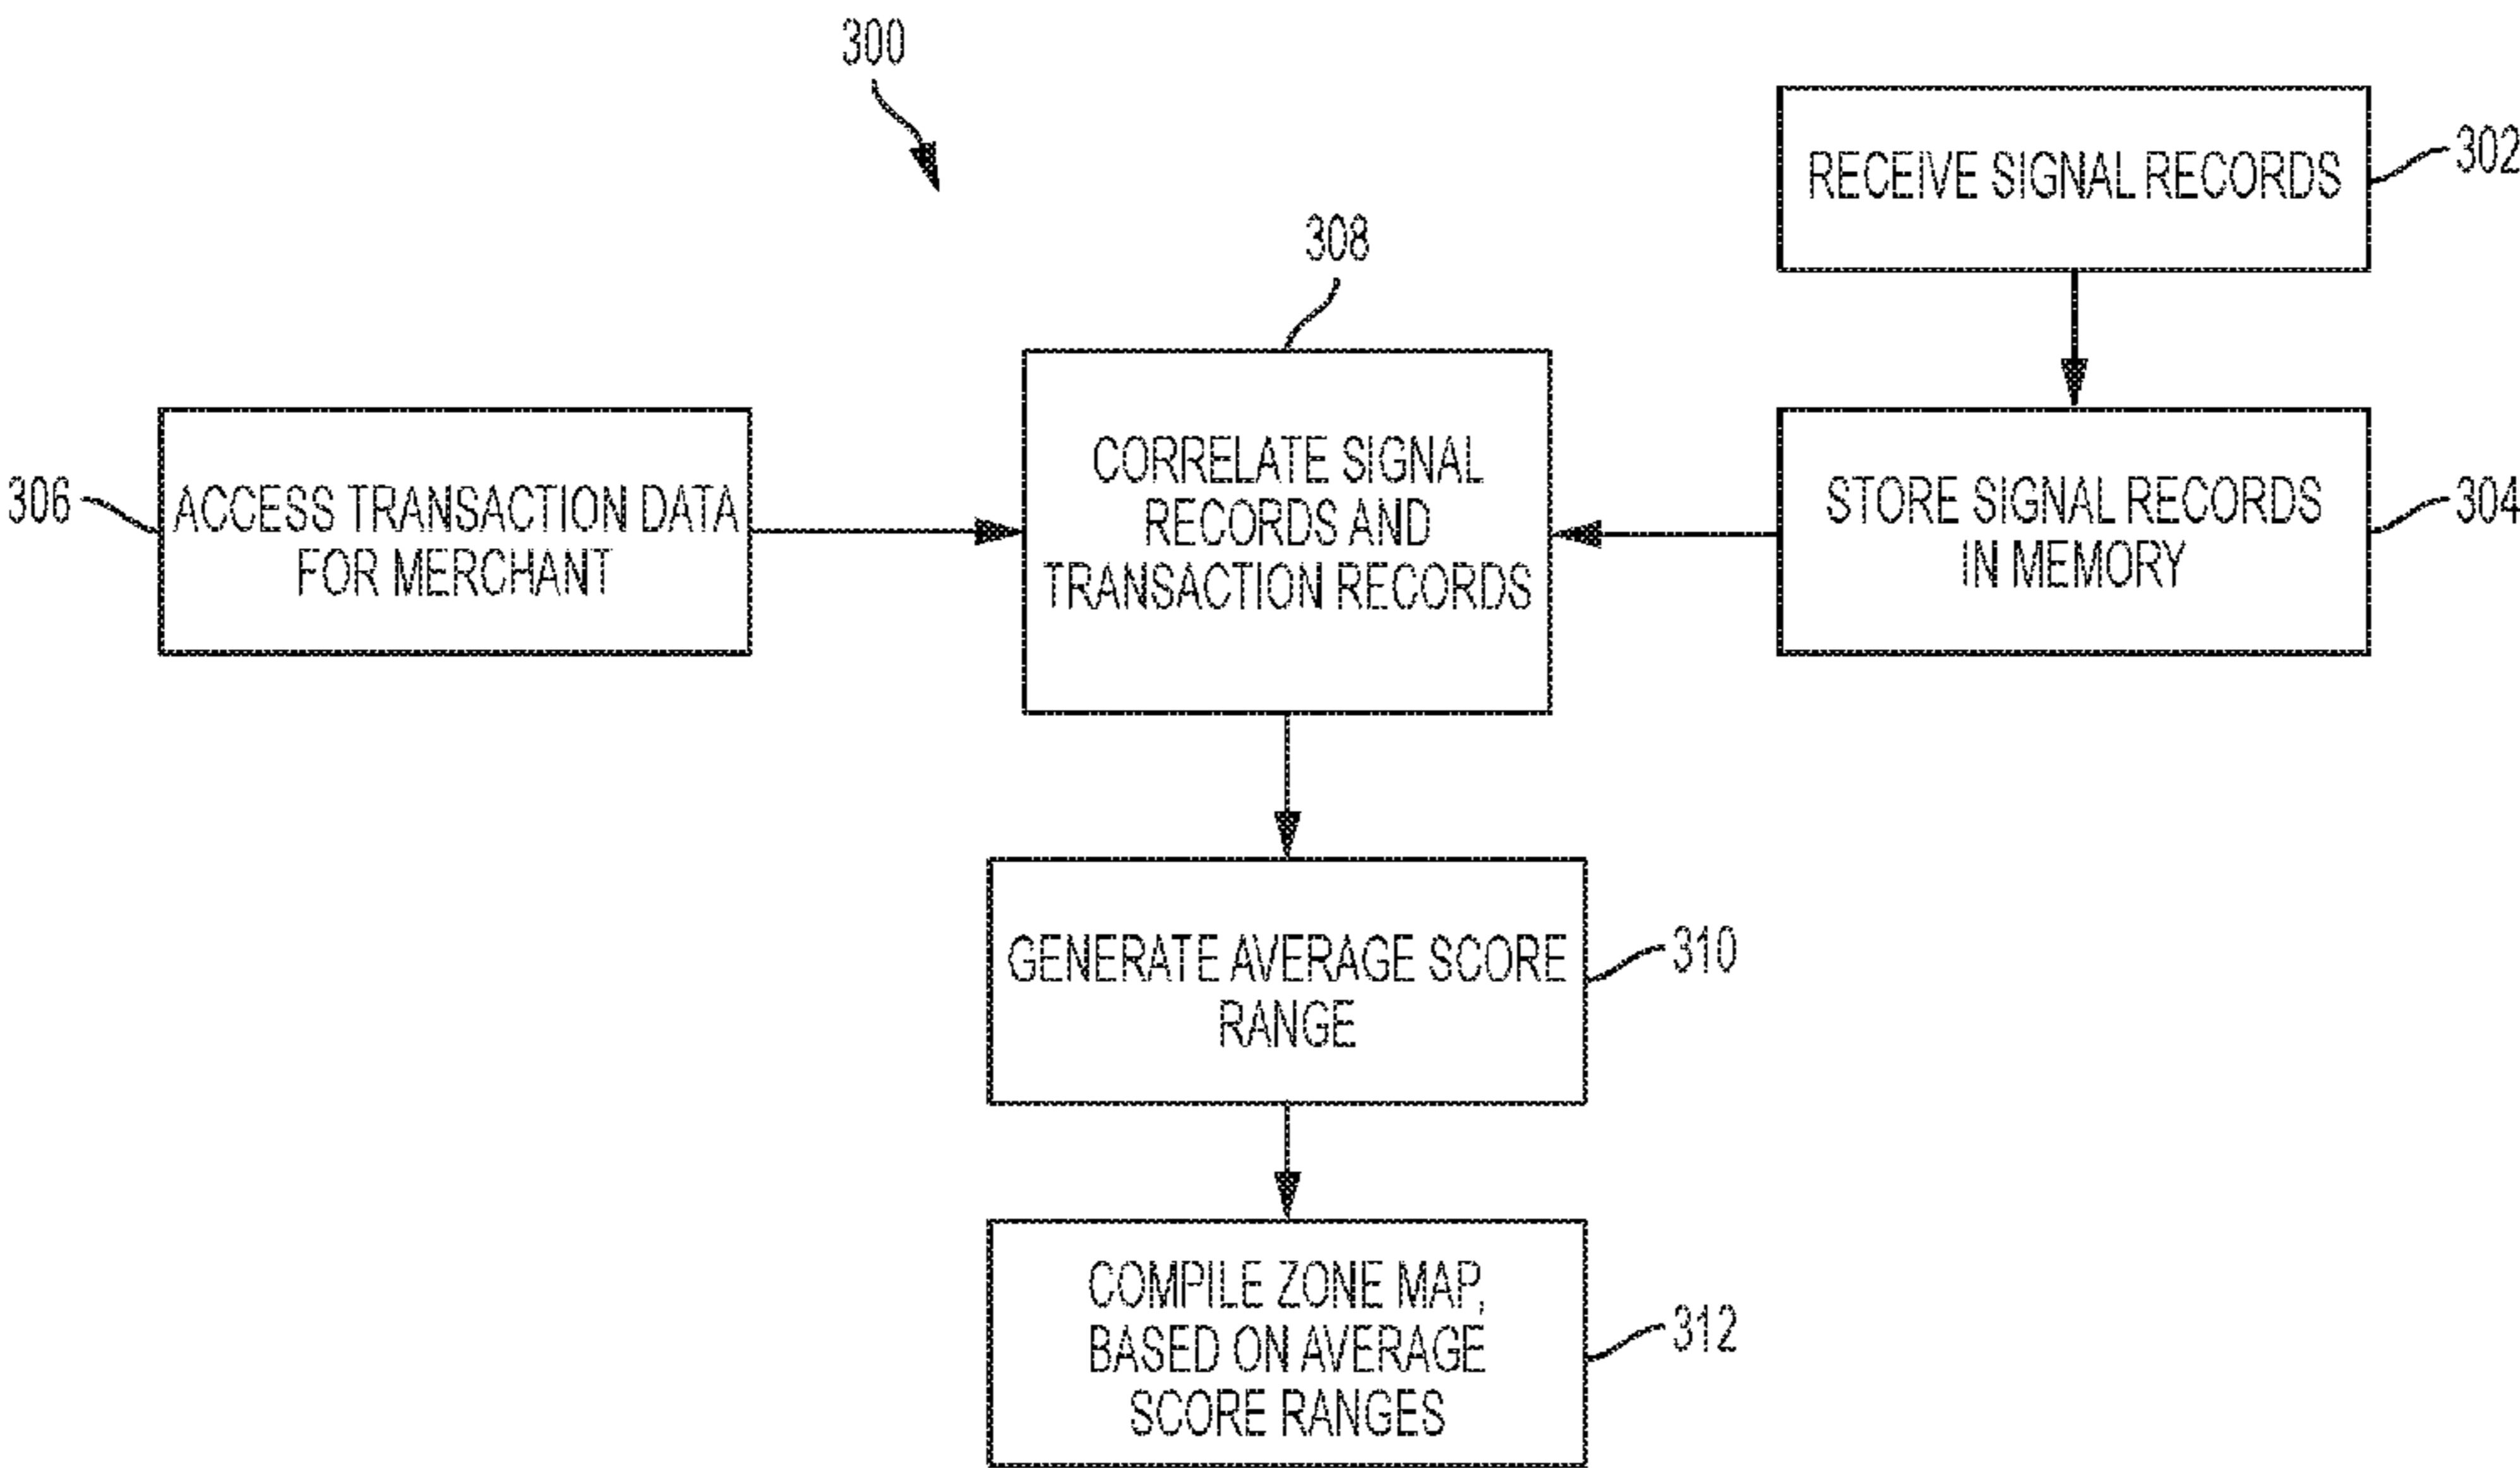 300
RECEIVE SIGNAL RECORDS
302
308
CORRELATE SIGNAL
RECORDS AND
TRANSACTION RECORDS
STORE SIGNAL RECORDS
IN MEMORY
304
306
ACCESS TRANSACTION DATA
FOR MERCHANT
GENERATE AVERAGE SCORE
RANGE
310
COMPILE ZONE MAP,
BASED ON AVERAGE
SCORE RANGES
312